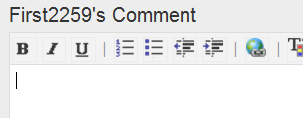 First2259's Comment
B I U T